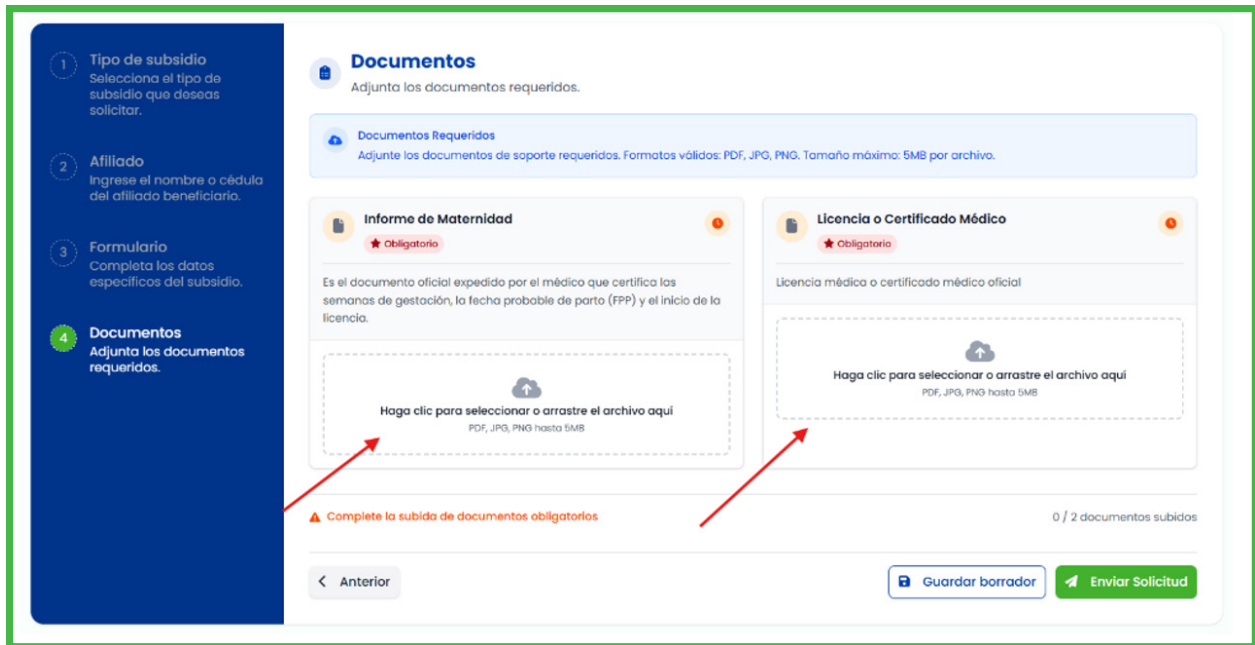 1
Tipo de subsidio
Selecciona el tipo de
subsidio que deseas
solicitar.
2
Afiliado
Ingrese el nombre o cédula
del afiliado beneficiario.
3
Formulario
Completa los datos
específicos del subsidio.
4
Documentos
Adjunta los documentos
requeridos.
Documentos
Adjunta los documentos requeridos.
Documentos Requeridos
Adjunte los documentos de soporte requeridos. Formatos válidos: PDF, JPG, PNG. Tamaño máximo: 5MB por archivo.
Informe de Maternidad
Obligatorio
Es el documento oficial expedido por el médico que certifica las
semanas de gestación, la fecha probable de parto (FPP) y el inicio de la
licencia.
Haga clic para seleccionar o arrastre el archivo aquí
PDF, JPG, PNG hasta 5MB
Licencia o Certificado Médico
Obligatorio
Licencia médica o certificado médico oficial
Haga clic para seleccionar o arrastre el archivo aquí
PDF, JPG, PNG hasta 5MB
Complete la subida de documentos obligatorios
0 / 2 documentos subidos
Anterior
Guardar borrador
Enviar Solicitud